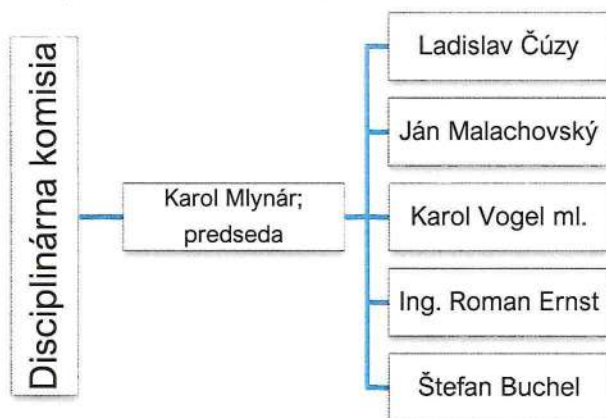 Disciplinárna komisia
Karol Mlynár;
predseda
Ladislav Čúzy
Ján Malachovský
Karol Vogel ml.
Ing. Roman Ernst
Štefan Buchel